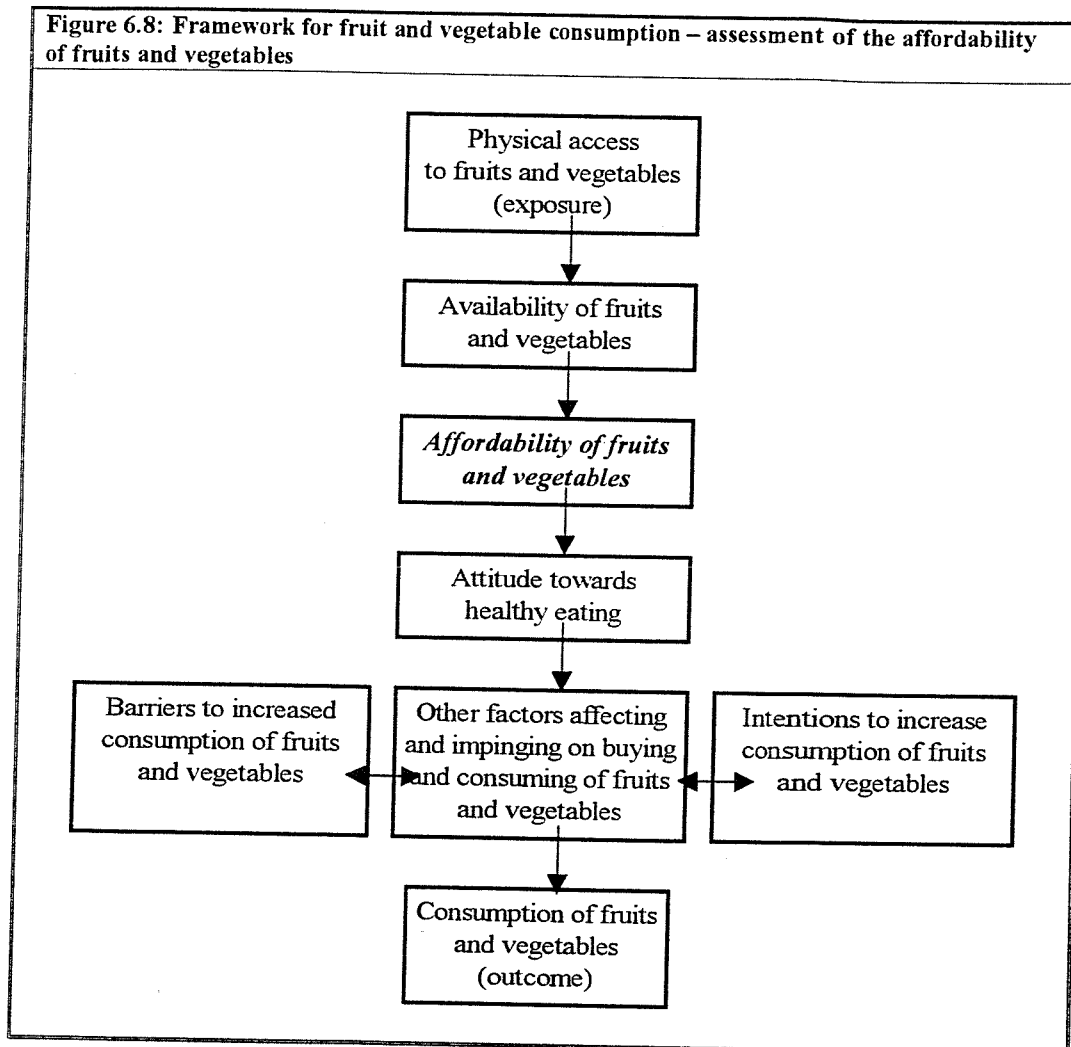 Figure 6.8: Framework for fruit and vegetable consumption – assessment of the affordability
of fruits and vegetables
Physical access
to fruits and vegetables
(exposure)
Availability of fruits
and vegetables
Affordability of fruits
and vegetables
Attitude towards
healthy eating
Barriers to increased
consumption of fruits
and vegetables
Other factors affecting
and impinging on buying
and consuming of fruits
and vegetables
Intentions to increase
consumption of fruits
and vegetables
Consumption of fruits
and vegetables
(outcome)